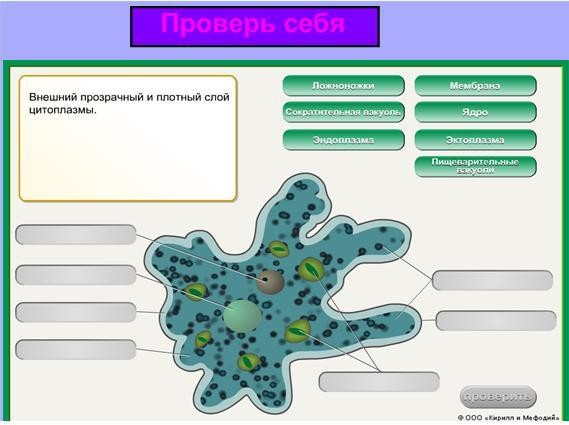 Проверь себя
Внешний прозрачный и плотный слой
цитоплазмы.
Ложноножки
Мембрана
Сократительная вакуоль
Ядро
Эндоплазма
Эктоплазма
Пищеварительные
вакуоли
проверить
© ООО «Кирилл и Мефодий»